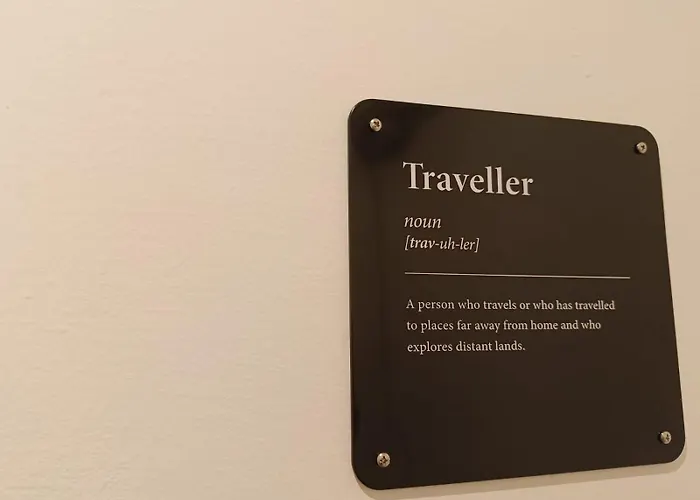 Traveller
noun
[trav-uh-ler]
A person who travels or who has travelled
to places far away from home and who
explores distant lands.